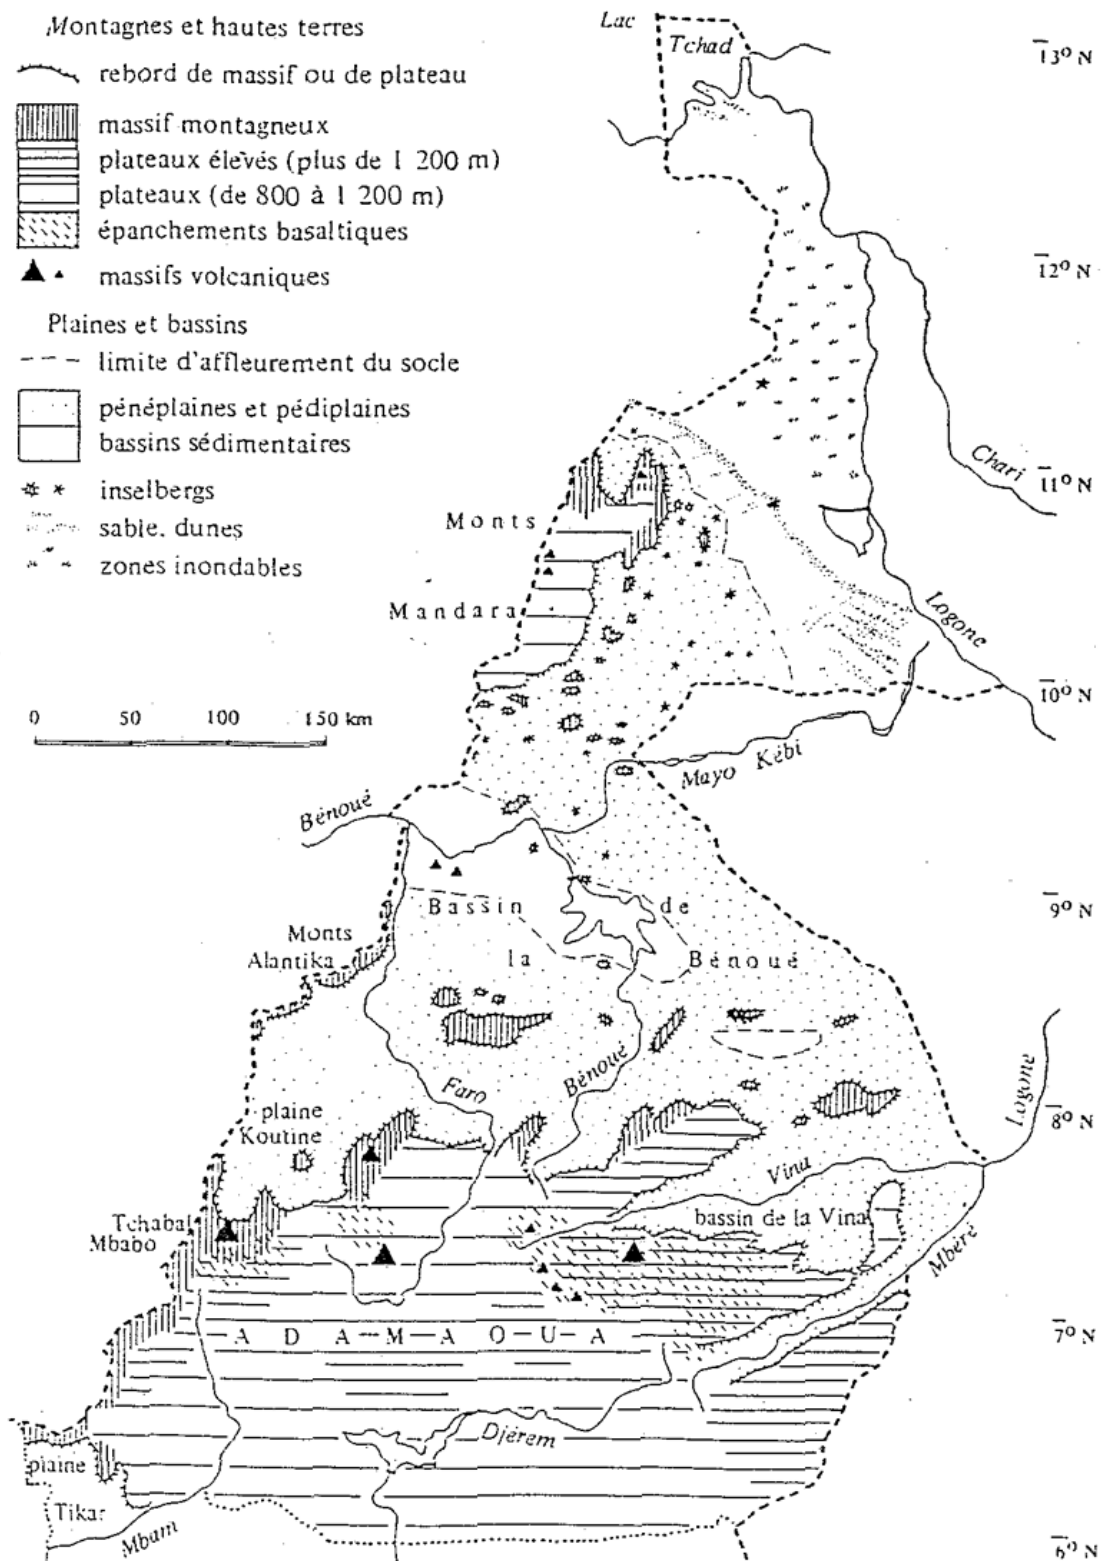 Montagnes et hautes terres
rebord de massif ou de plateau
massif montagneux
plateaux élevés (plus de 1 200 m)
plateaux (de 800 à 1 200 m)
épanchements basaltiques
massifs volcaniques
Plaines et bassins
limite d'affleurement du socle
pénéplaines et pédiplaines
bassins sédimentaires
inselbergs
sable. dunes
zones inondables
Lac
Tchad
13° N
12° N
Chari
11° N
Monts
Mandara
Logone
10° N
0 50 100 150 km
Mayo Kébi
Bénoué
Bassin de
la Bénoué
9° N
Monts
Alantika
Faro
Bénoué
Logone
8° N
plaine
Koutine
Vina
Tchabal
Mbabo
bassin de la Vina
Mbéré
ADAMAOUA
7° N
Djérem
plaine
Tikar
Mbam
6° N